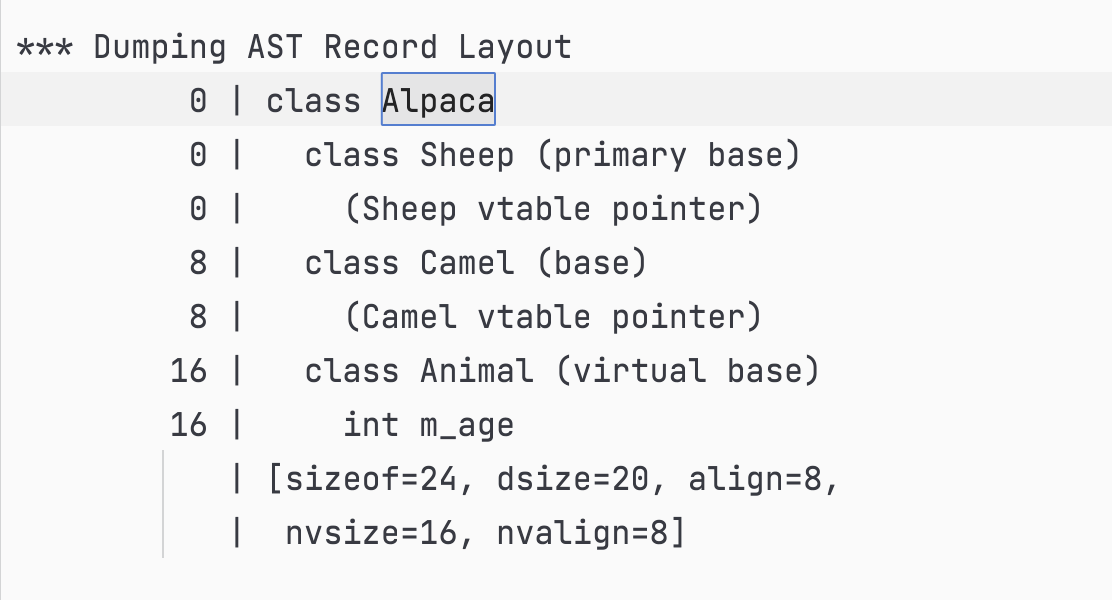 *** Dumping AST Record Layout
0 | class Alpaca
0 |   class Sheep (primary base)
0 |     (Sheep vtable pointer)
8 |   class Camel (base)
8 |     (Camel vtable pointer)
16 |   class Animal (virtual base)
16 |     int m_age
| [sizeof=24, dsize=20, align=8,
|  nvsize=16, nvalign=8]